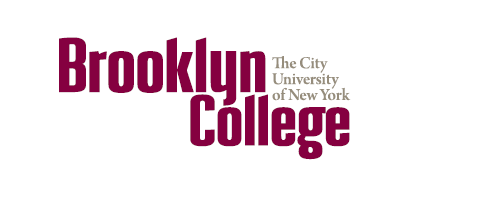 Brooklyn
The City
University
of New York
College